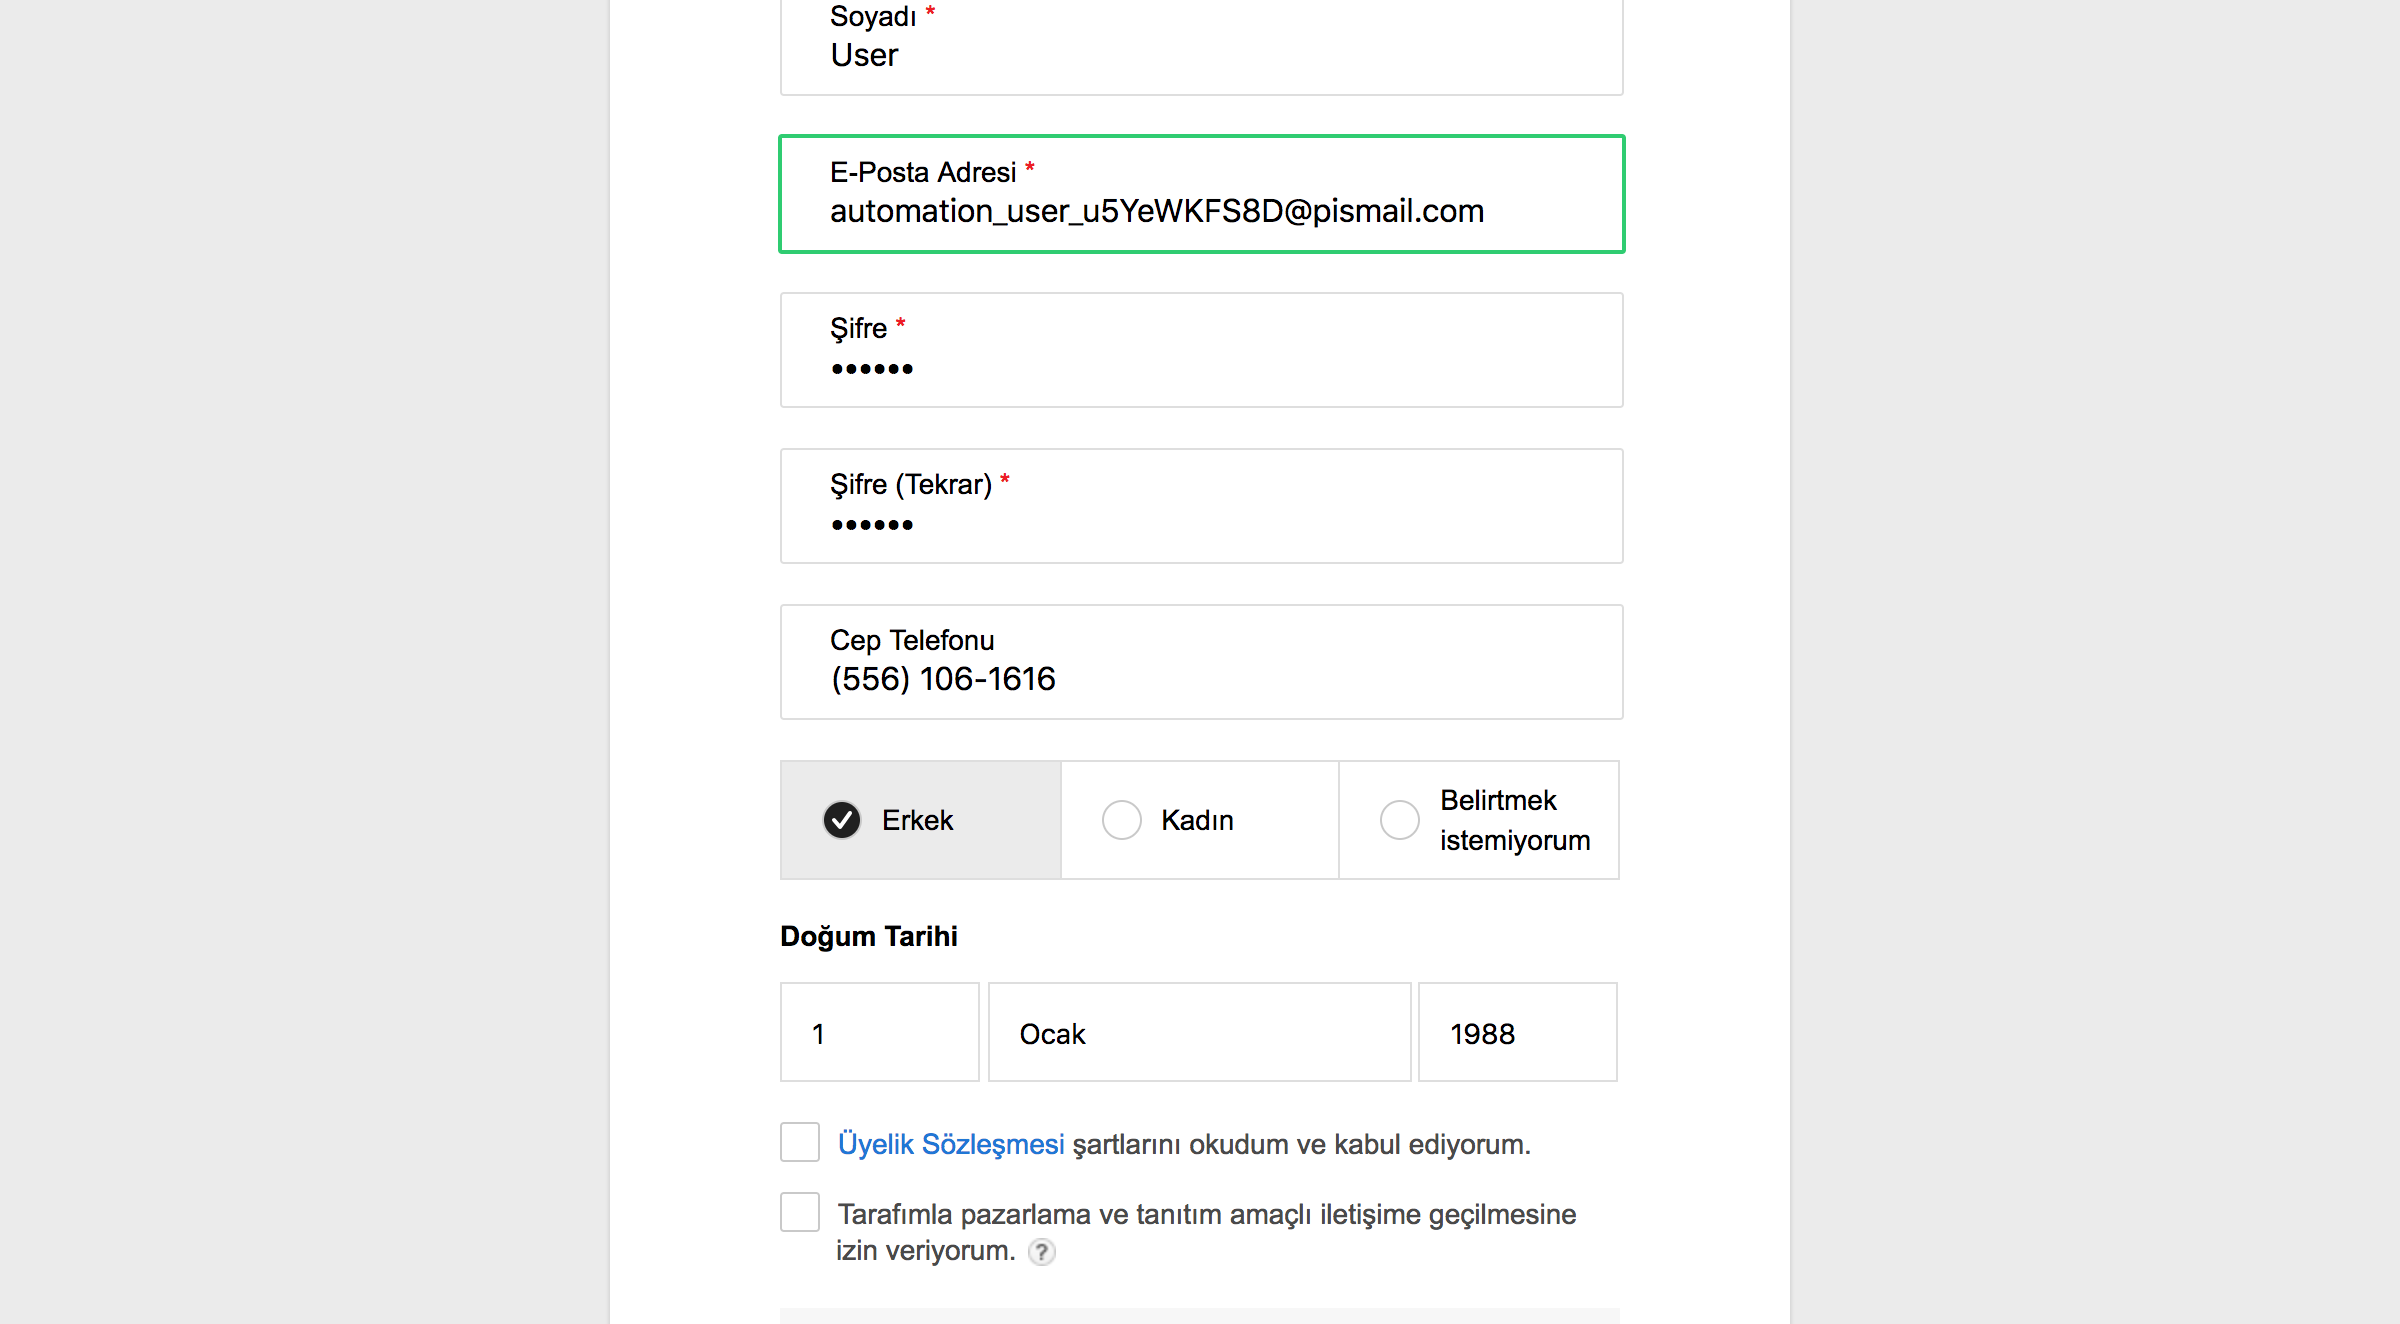 Soyadı *
User
E-Posta Adresi *
automation_user_u5YeWKFS8D@pismail.com
Şifre *
••••••
Şifre (Tekrar) *
••••••
Cep Telefonu
(556) 106-1616
Erkek
Kadın
Belirtmek
istemiyorum
Doğum Tarihi
1
Ocak
1988
Üyelik Sözleşmesi şartlarını okudum ve kabul ediyorum.
Tarafımla pazarlama ve tanıtım amaçlı iletişime geçilmesine
izin veriyorum. ?